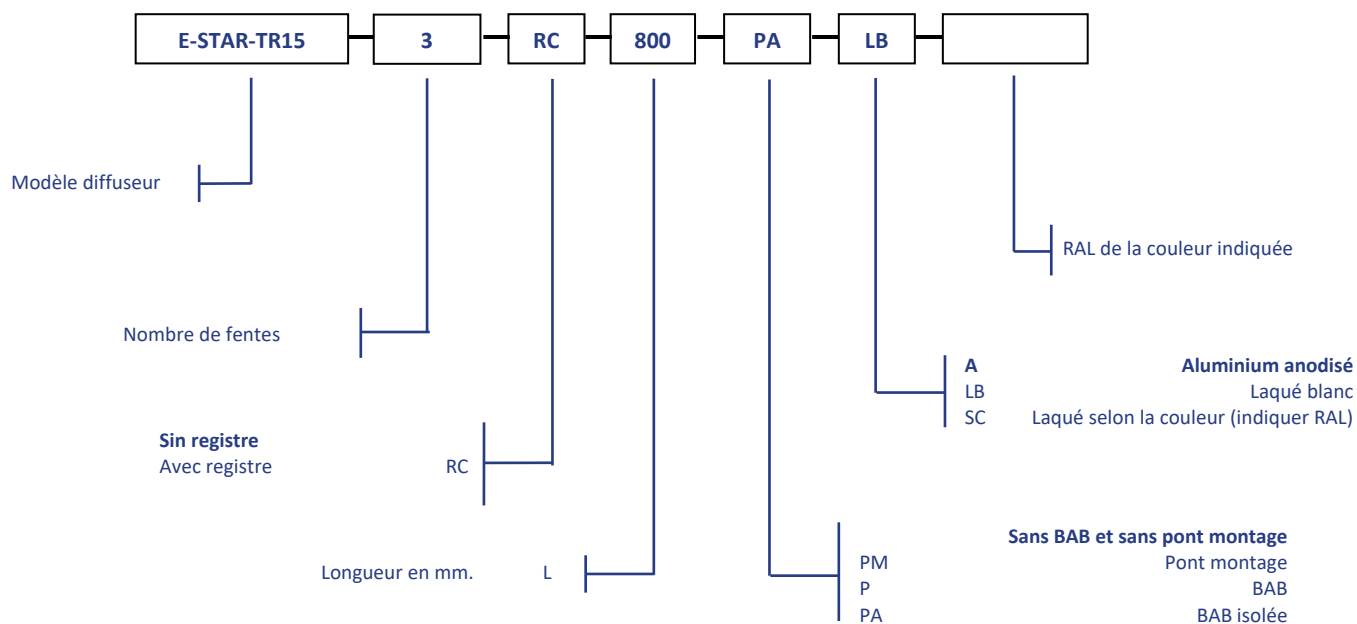 E-STAR-TR15 3 RC 800 PA LB
Modèle diffuseur
RAL de la couleur indiquée
Nombre de fentes
A Aluminium anodisé
LB Laqué blanc
SC Laqué selon la couleur (indiquer RAL)
Sin registre
Avec registre RC
Sans BAB et sans pont montage
PM Pont montage
Longueur en mm. L
P BAB
PA BAB isolée